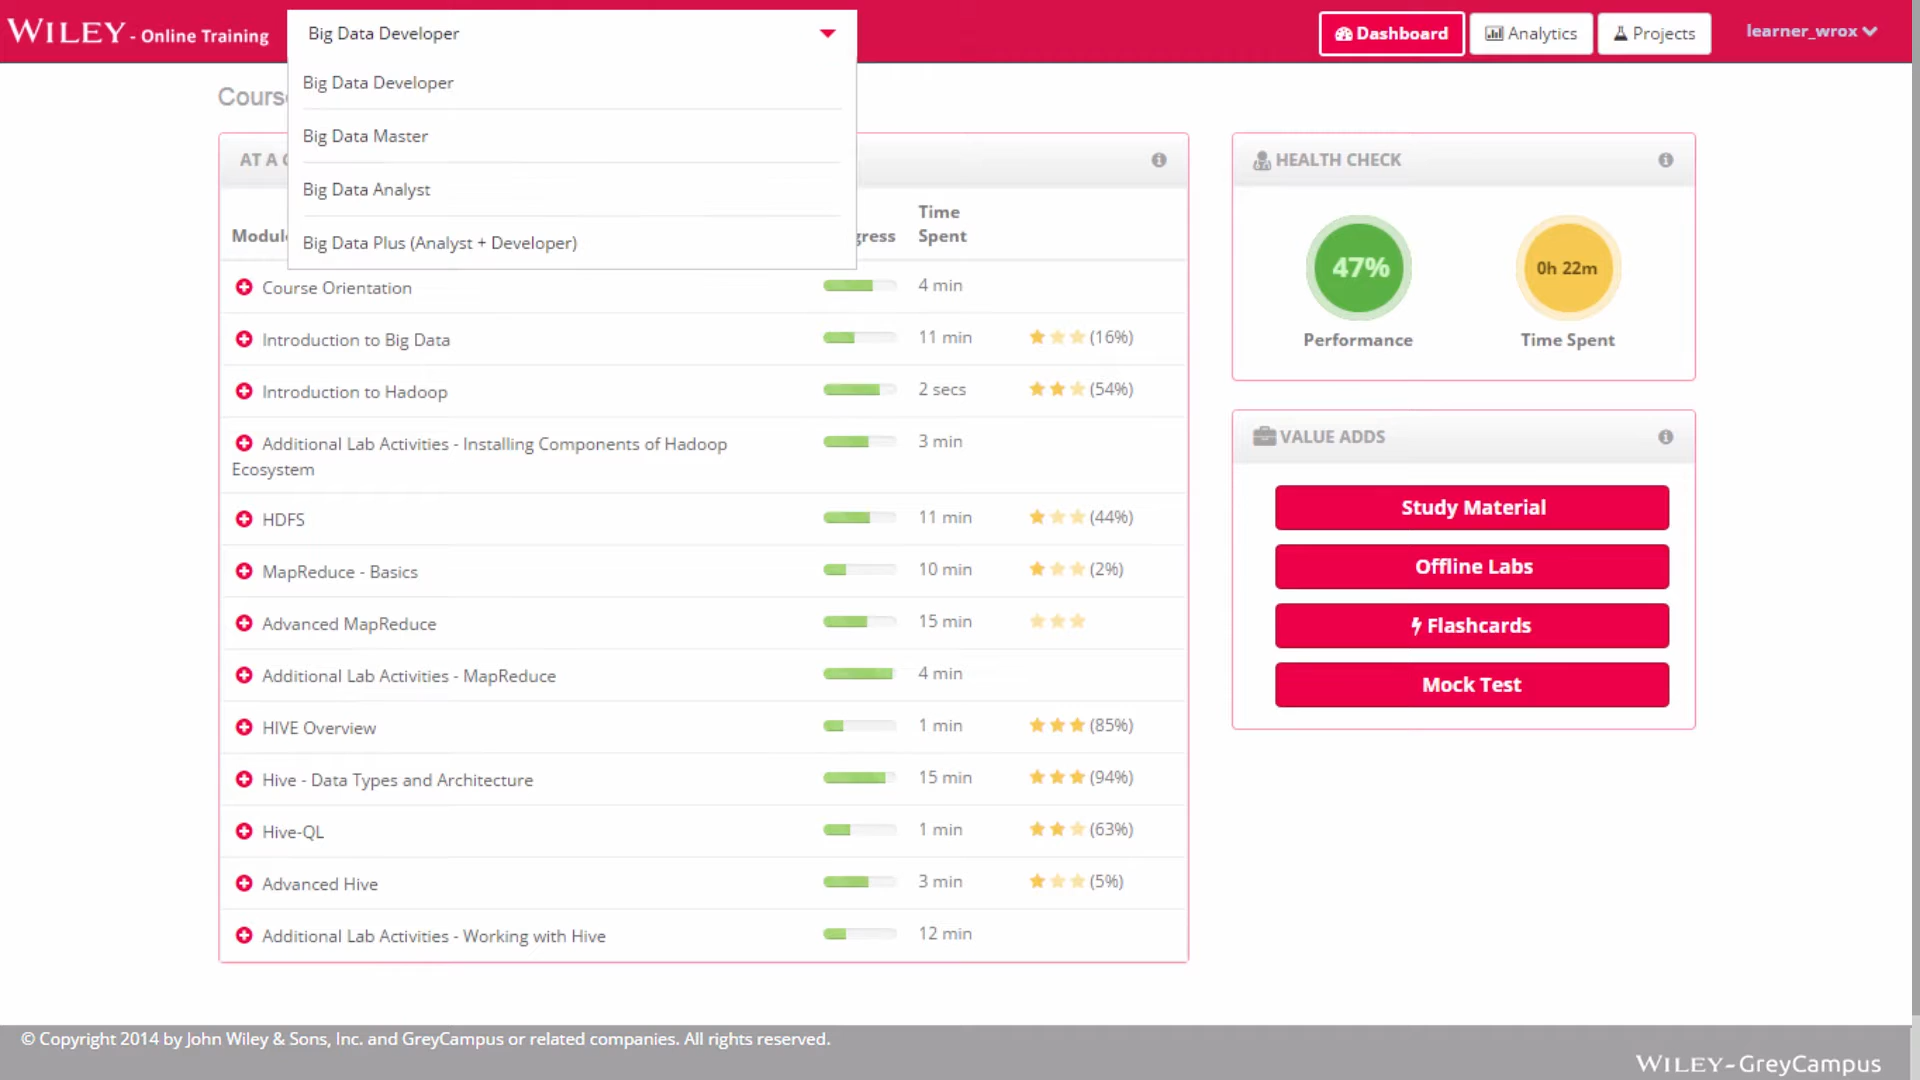 WILEY - Online Training
Big Data Developer
Dashboard
Analytics
Projects
learner_wrox
Big Data Developer
Big Data Master
Big Data Analyst
Big Data Plus (Analyst + Developer)
AT A
HEALTH CHECK
47%
0h 22m
Performance
Time Spent
Time
Spent
Course Orientation 4 min
Introduction to Big Data 11 min (16%)
Introduction to Hadoop 2 secs (54%)
Additional Lab Activities - Installing Components of Hadoop 3 min
Ecosystem
HDFS 11 min (44%)
MapReduce - Basics 10 min (2%)
Advanced MapReduce 15 min
Additional Lab Activities - MapReduce 4 min
HIVE Overview 1 min (85%)
Hive - Data Types and Architecture 15 min (94%)
Hive-QL 1 min (63%)
Advanced Hive 3 min (5%)
Additional Lab Activities - Working with Hive 12 min
VALUE ADDS
Study Material
Offline Labs
Flashcards
Mock Test
© Copyright 2014 by John Wiley & Sons, Inc. and GreyCampus or related companies. All rights reserved.
WILEY - GreyCampus